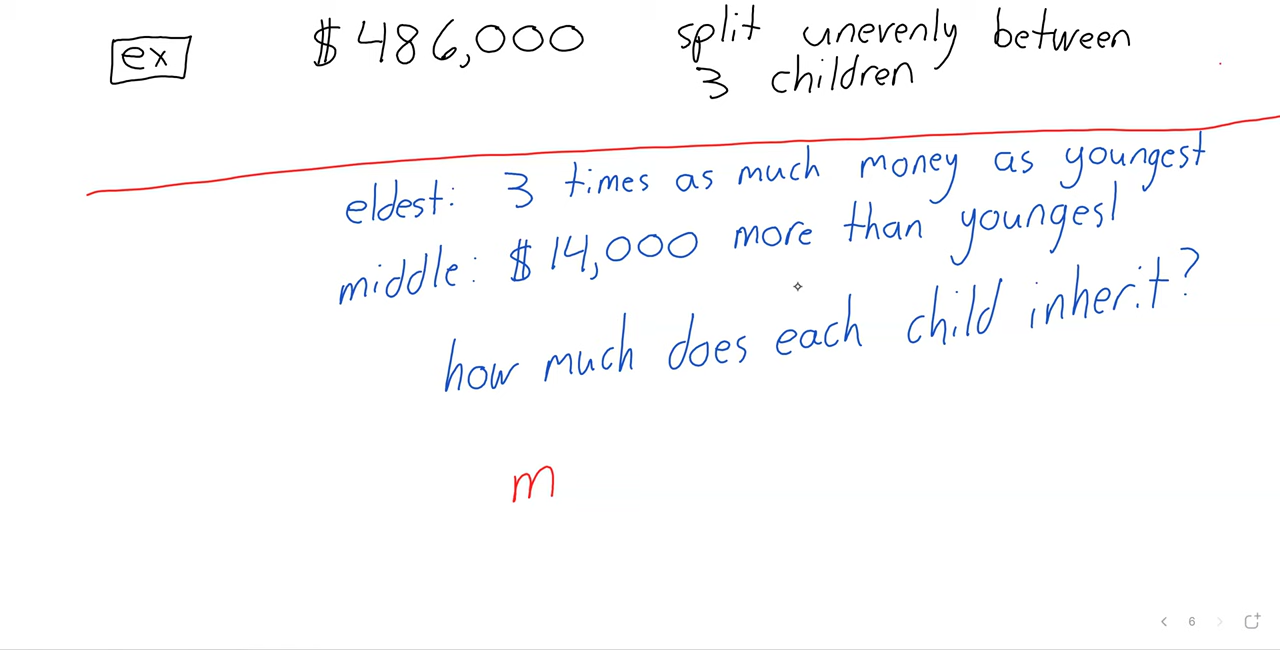 ex $486,000 split unevenly between
3 children
eldest: 3 times as much money as youngest
middle: $14,000 more than youngest
how much does each child inherit?
m
6